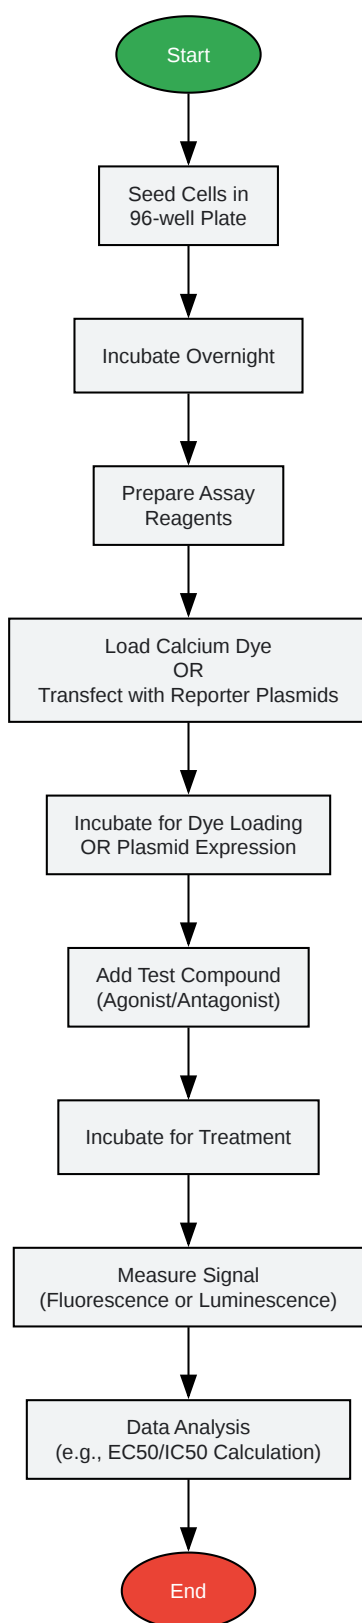 Start
Seed Cells in
96-well Plate
Incubate Overnight
Prepare Assay
Reagents
Load Calcium Dye
OR
Transfect with Reporter Plasmids
Incubate for Dye Loading
OR Plasmid Expression
Add Test Compound
(Agonist/Antagonist)
Incubate for Treatment
Measure Signal
(Fluorescence or Luminescence)
Data Analysis
(e.g., EC50/IC50 Calculation)
End